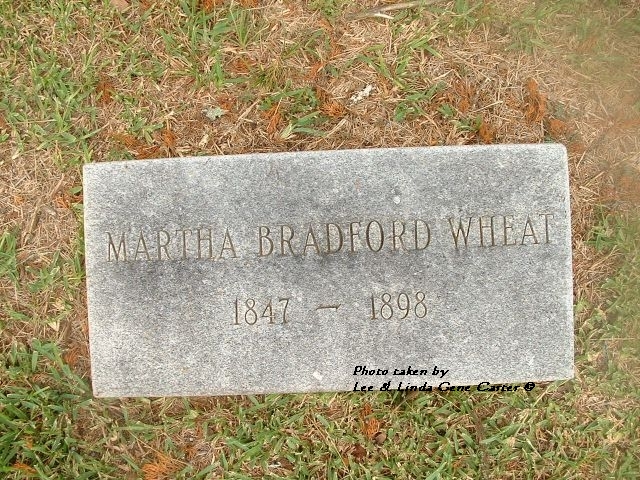 MARTHA BRADFORD WHEAT
1847 — 1898
Photo taken by
Lee & Linda Gene Carter ©